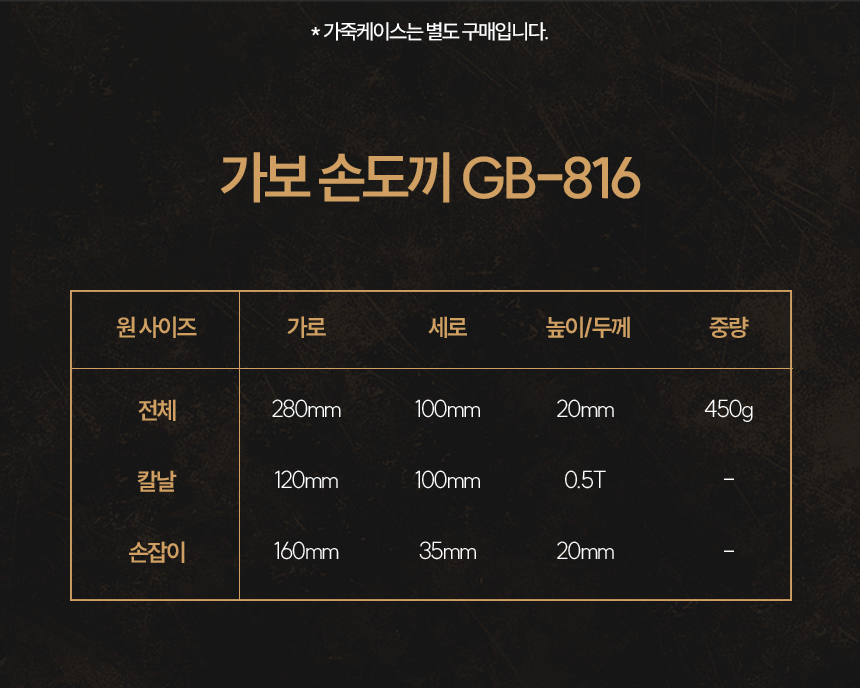 * 가죽케이스는 별도 구매입니다.
가보 손도끼 GB-816
원 사이즈 가로 세로 높이/두께 중량
전체 280mm 100mm 20mm 450g
칼날 120mm 100mm 0.5T -
손잡이 160mm 35mm 20mm -